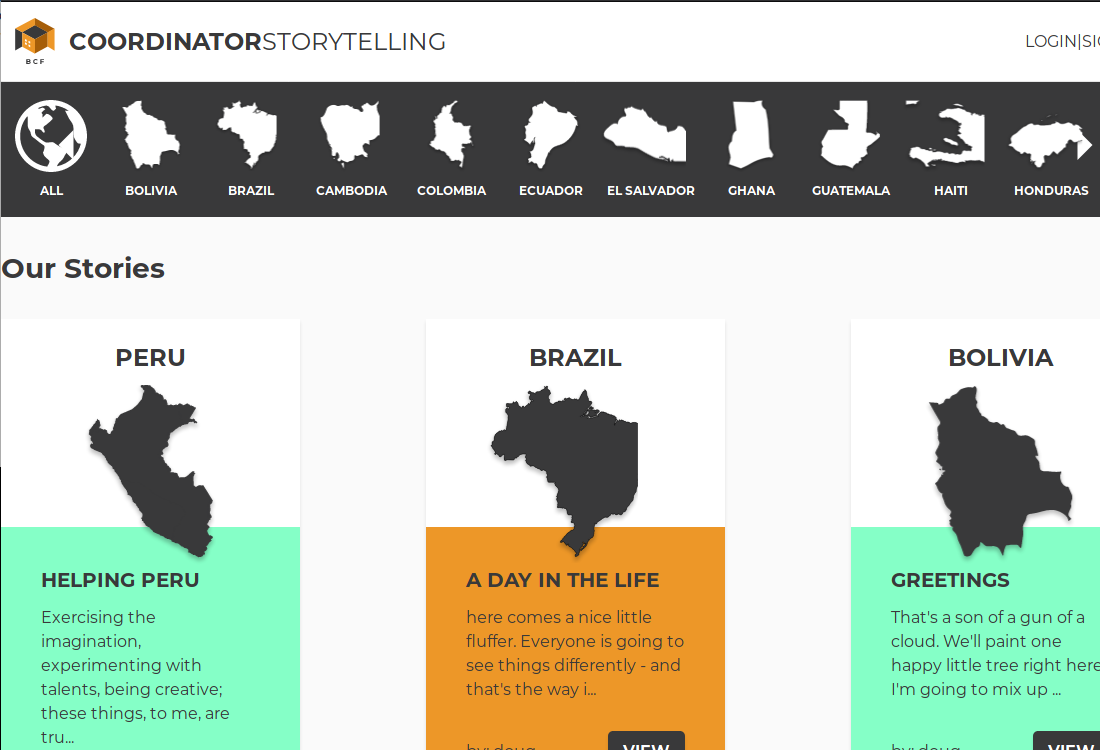 BCF
COORDINATORSTORYTELLING
LOGIN|SIG
ALL
BOLIVIA
BRAZIL
CAMBODIA
COLOMBIA
ECUADOR
EL SALVADOR
GHANA
GUATEMALA
HAITI
HONDURAS
Our Stories
PERU
HELPING PERU
Exercising the
imagination,
experimenting with
talents, being creative;
these things, to me, are
tru...
BRAZIL
A DAY IN THE LIFE
here comes a nice little
fluffer. Everyone is going to
see things differently - and
that's the way i...
by: doug
VIEW
BOLIVIA
GREETINGS
That's a son of a gun of a
cloud. We'll paint one
happy little tree right here
I'm going to mix up ...
by: doug
VIEW